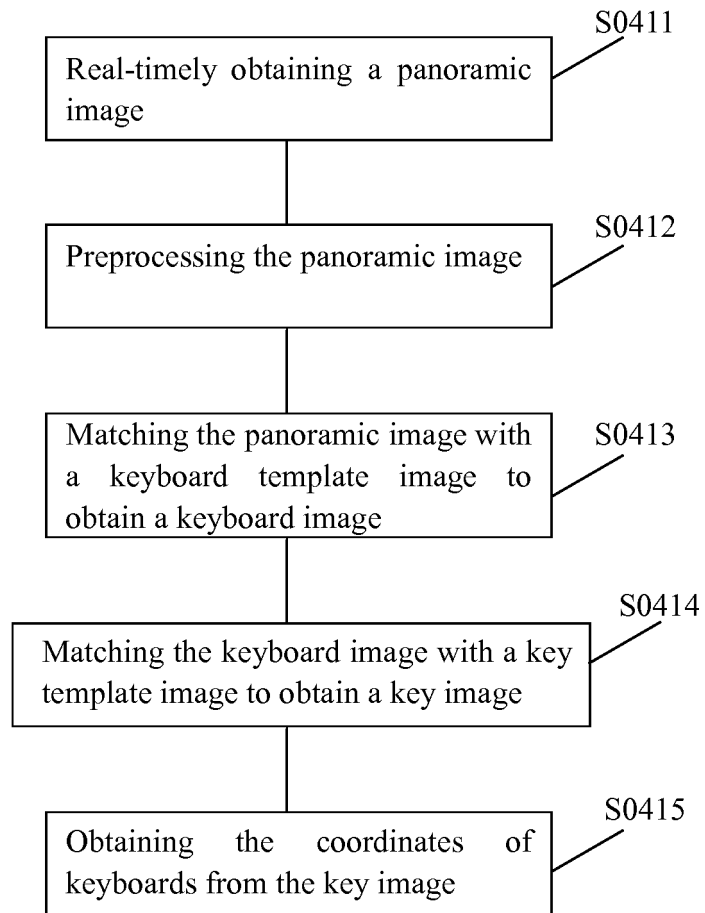 S0411
Real-timely obtaining a panoramic
image
S0412
Preprocessing the panoramic image
S0413
Matching the panoramic image with
a keyboard template image to
obtain a keyboard image
S0414
Matching the keyboard image with a key
template image to obtain a key image
S0415
Obtaining the coordinates of
keyboards from the key image